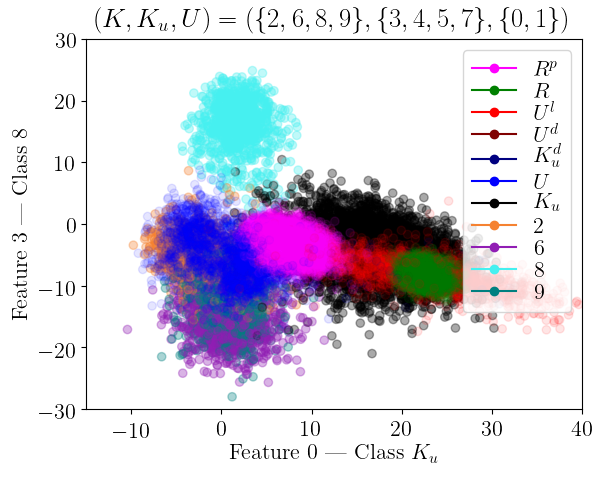 (K, K_u, U) = ({2, 6, 8, 9}, {3, 4, 5, 7}, {0, 1})
30
20
10
0
−10
−20
−30
Feature 3 — Class 8
−10
0
10
20
30
40
Feature 0 — Class K_u
R^p
R
U^l
U^d
K_u^d
U
K_u
2
6
8
9